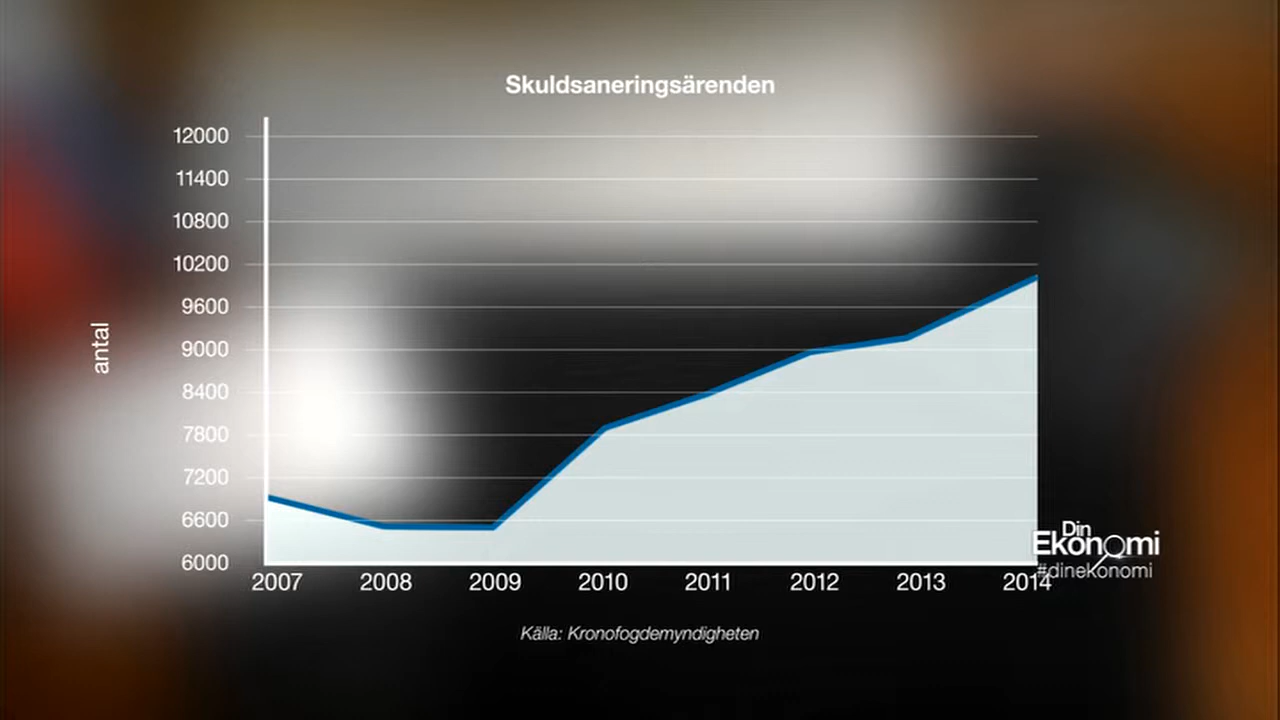 Skuldsaneringsärenden
12000
11400
10800
10200
9600
9000
8400
7800
7200
6600
6000
antal
2007 2008 2009 2010 2011 2012 2013 2014
Din
Ekonomi
#dinekonomi
Källa: Kronofogdemyndigheten